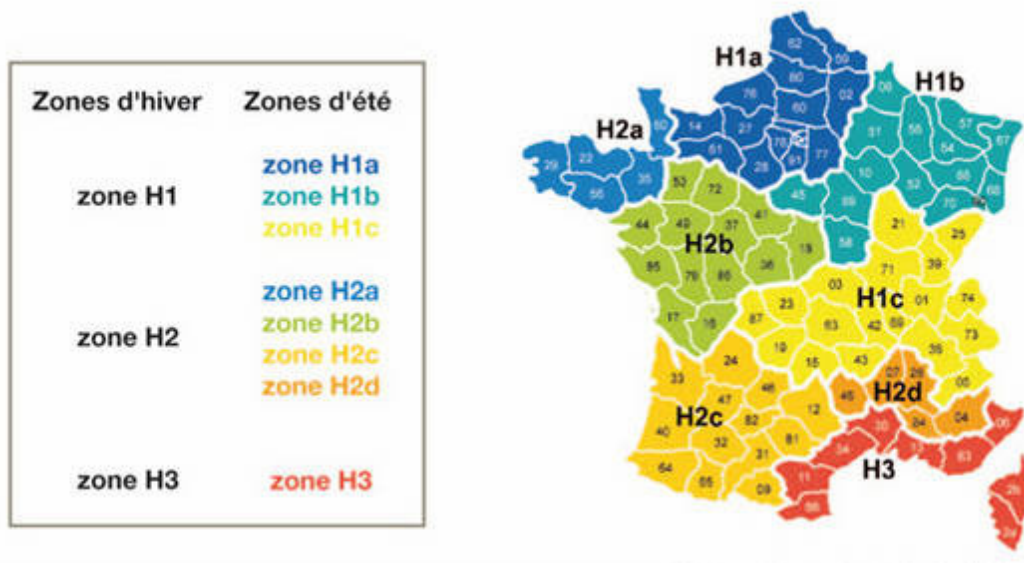 Zones d'hiver Zones d'été
zone H1
zone H1a
zone H1b
zone H1c
zone H2
zone H2a
zone H2b
zone H2c
zone H2d
zone H3 zone H3
62
H1a 59
80 H1b
76 02 08
60
50 14 27 51 55 57 67
H2a 78 54
61 91 77
29 22 28 10 88 68
35 52
56 53 72 45 89 70
41
44 49 37 21 25
18 58
H2b
85 79 86 36 71 39
03
17 16 23 H1c 01 74
87 63 42 69
73
19 38
24 15 43
33 07 26 05
46
47 H2d
H2c 12 04
40 82 30 06
32 81 34 13 83
31 H3
64 65 11
09
66